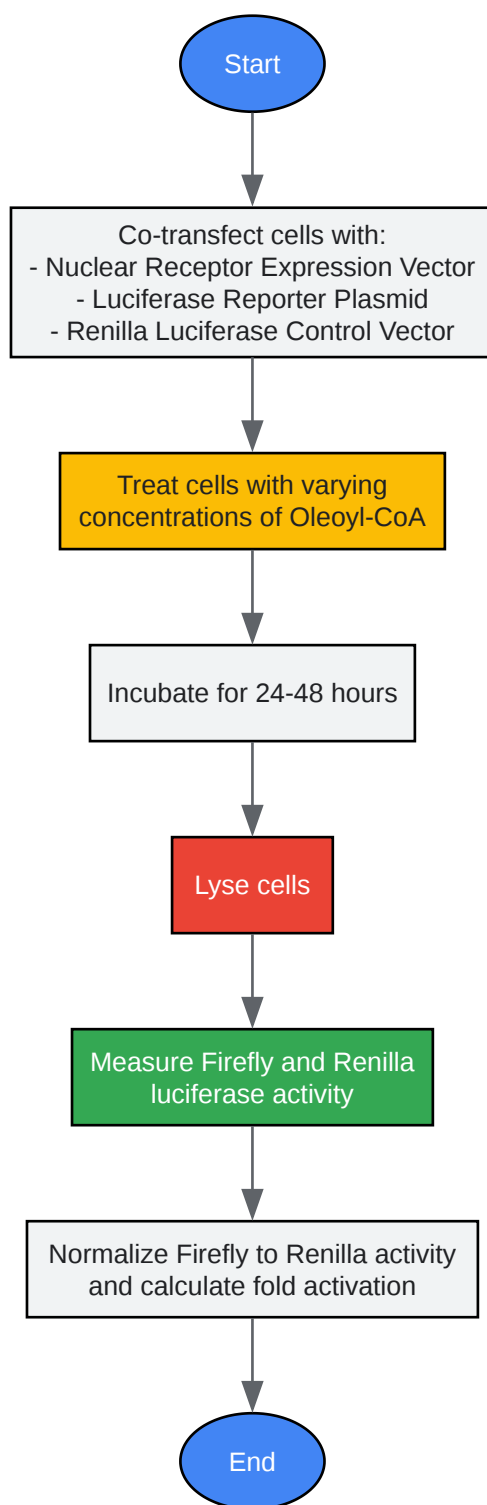 Start
Co-transfect cells with:
- Nuclear Receptor Expression Vector
- Luciferase Reporter Plasmid
- Renilla Luciferase Control Vector
Treat cells with varying
concentrations of Oleoyl-CoA
Incubate for 24-48 hours
Lyse cells
Measure Firefly and Renilla
luciferase activity
Normalize Firefly to Renilla activity
and calculate fold activation
End